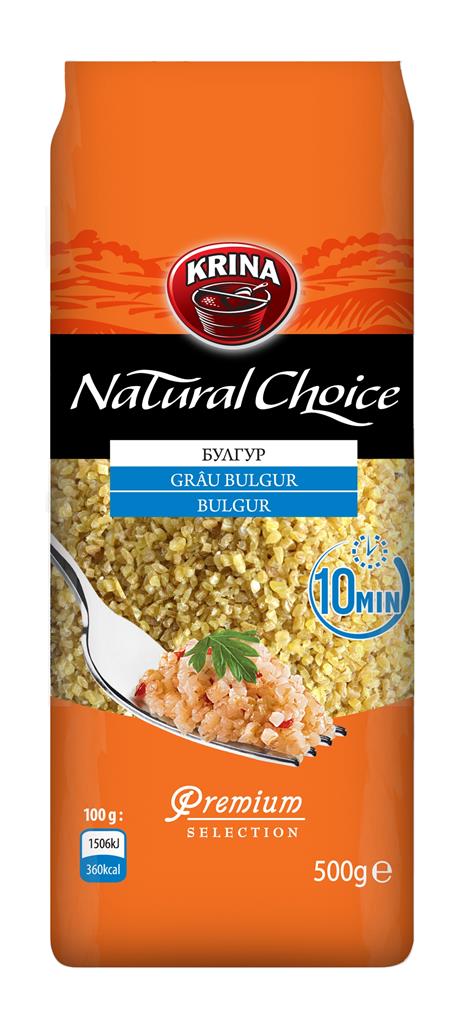 KRINA
Natural Choice
БУЛГУР
GRÂU BULGUR
BULGUR
10MIN
Premium
SELECTION
100 g :
1506kJ
360kcal
500g e